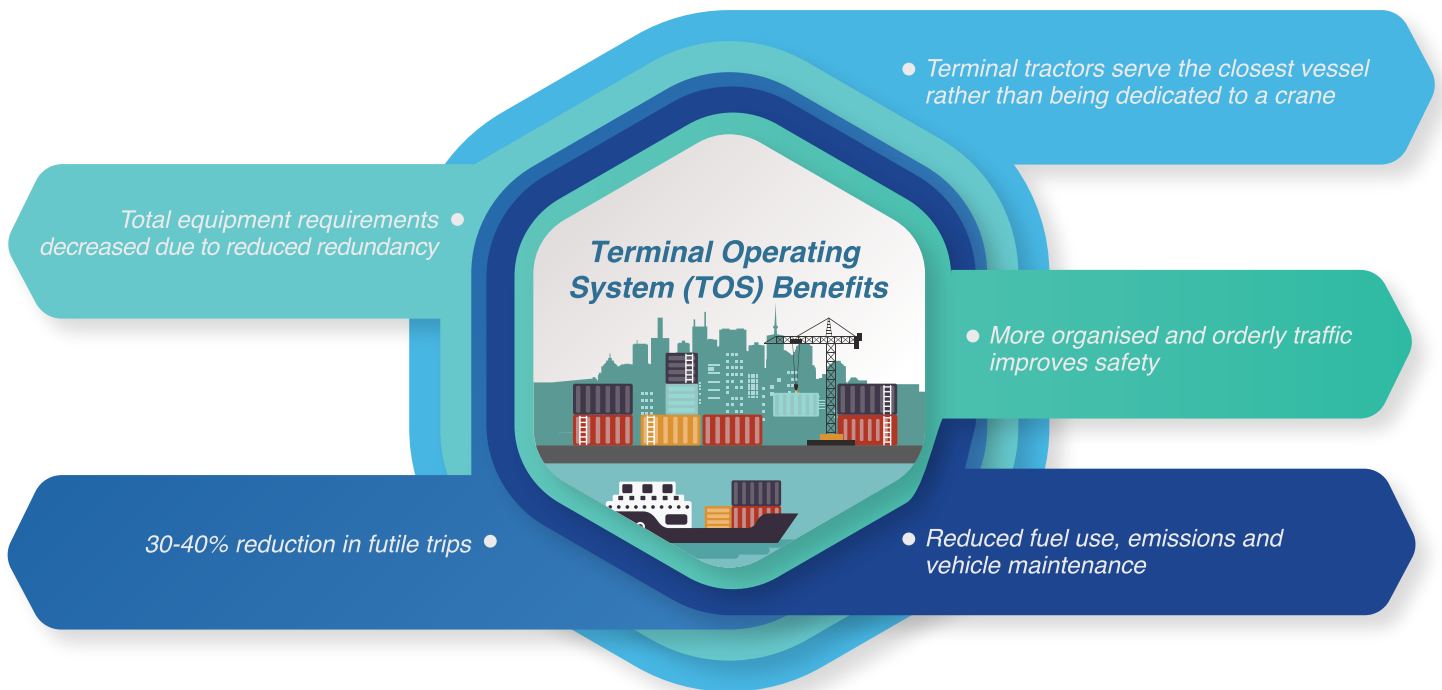 Terminal Operating
System (TOS) Benefits
Terminal tractors serve the closest vessel
rather than being dedicated to a crane
Total equipment requirements
decreased due to reduced redundancy
More organised and orderly traffic
improves safety
30-40% reduction in futile trips
Reduced fuel use, emissions and
vehicle maintenance